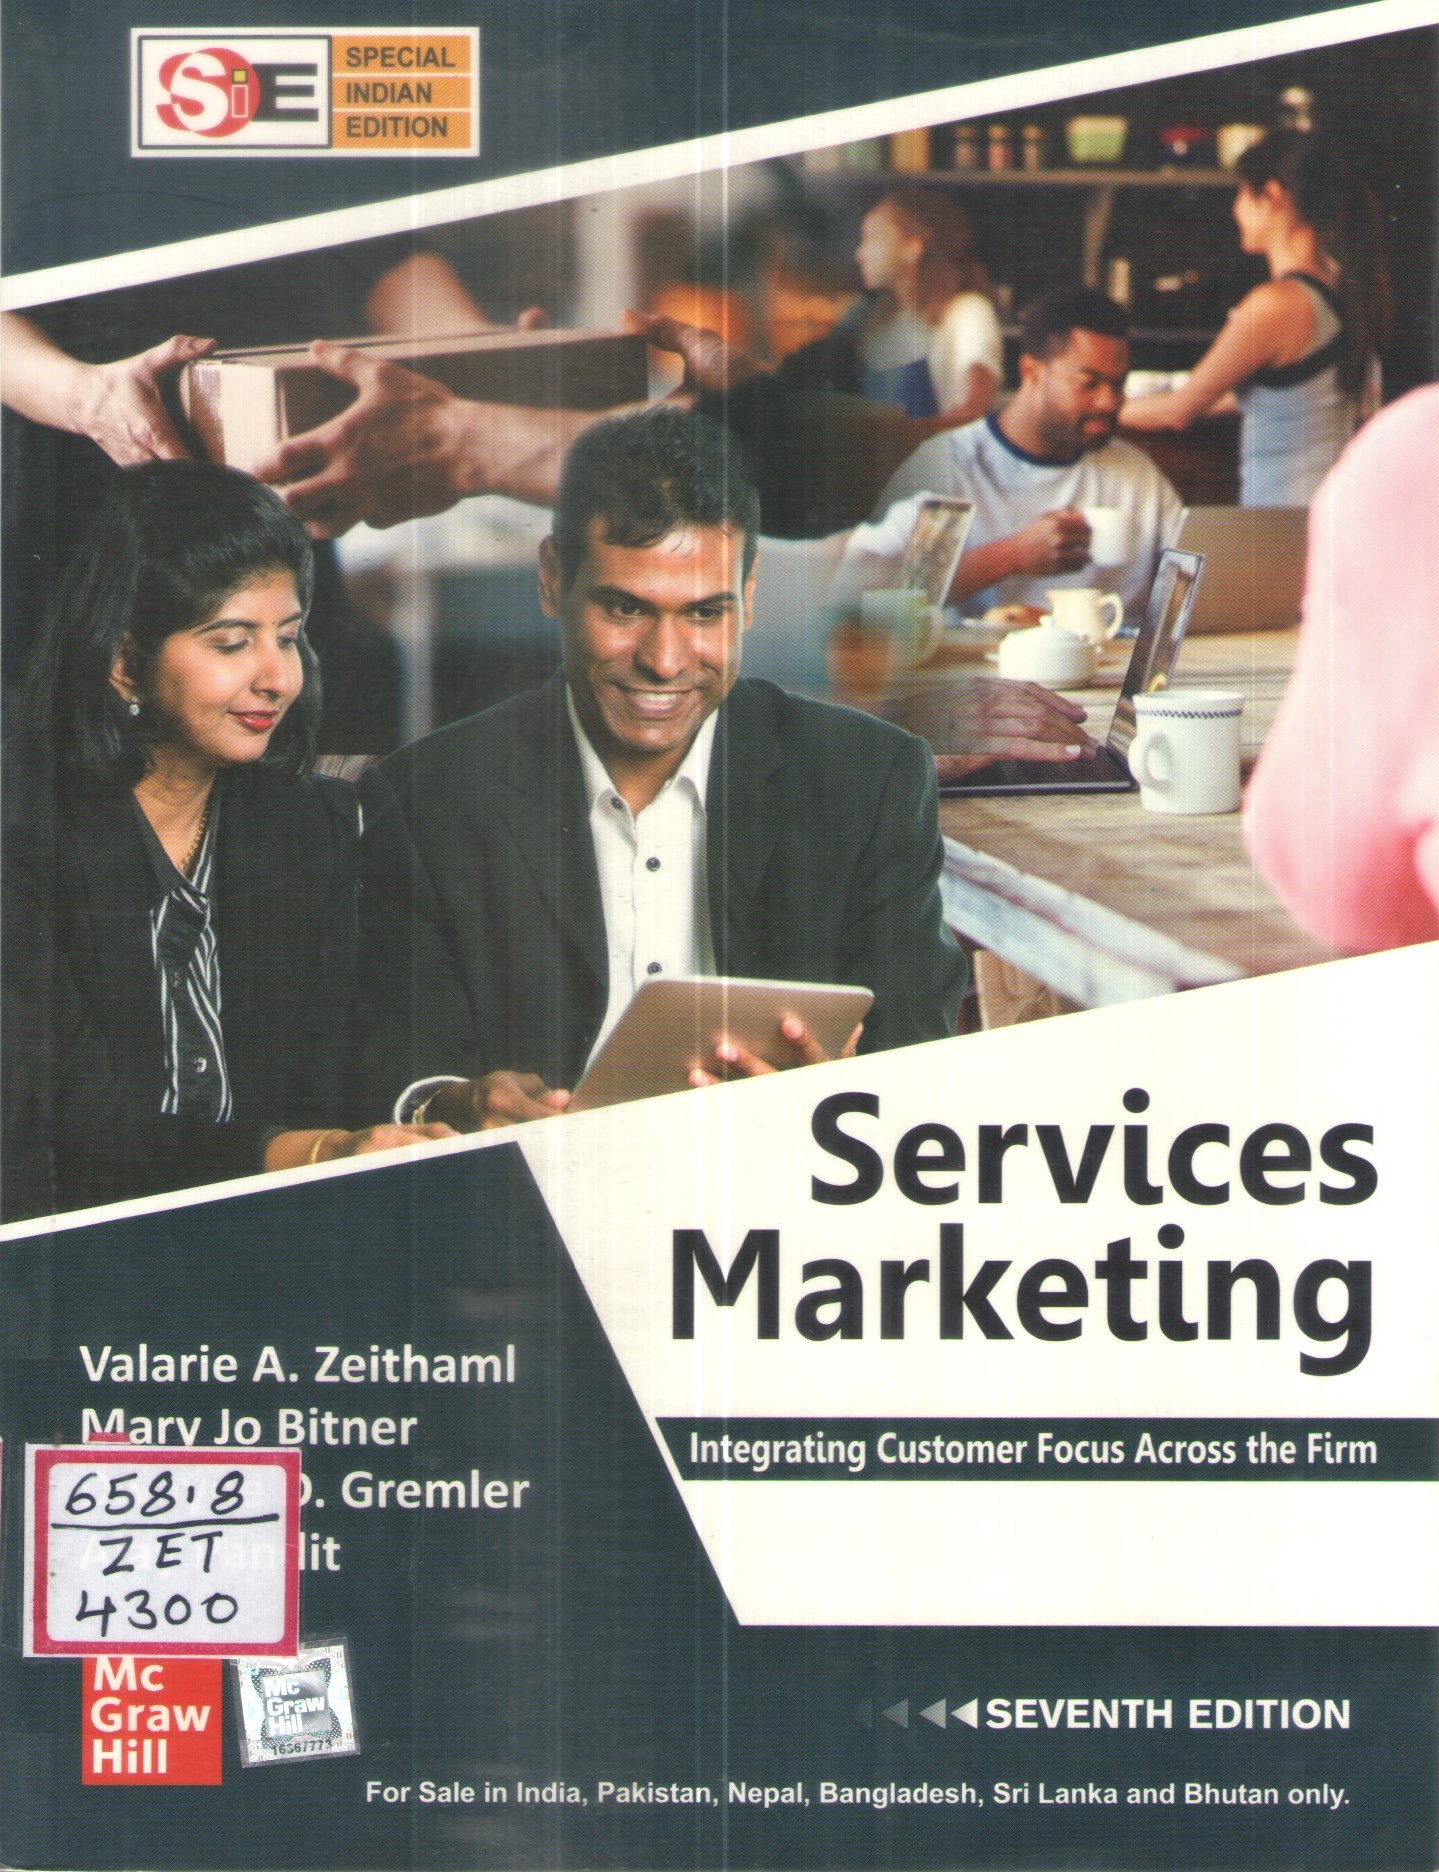 SiE
SPECIAL
INDIAN
EDITION
Services
Marketing
Integrating Customer Focus Across the Firm
Valarie A. Zeithaml
Mary Jo Bitner
D. Gremler
658.8
ZET
4300
Mc
Graw
Hill
Mc
Graw
Hill
16367773
SEVENTH EDITION
For Sale in India, Pakistan, Nepal, Bangladesh, Sri Lanka and Bhutan only.